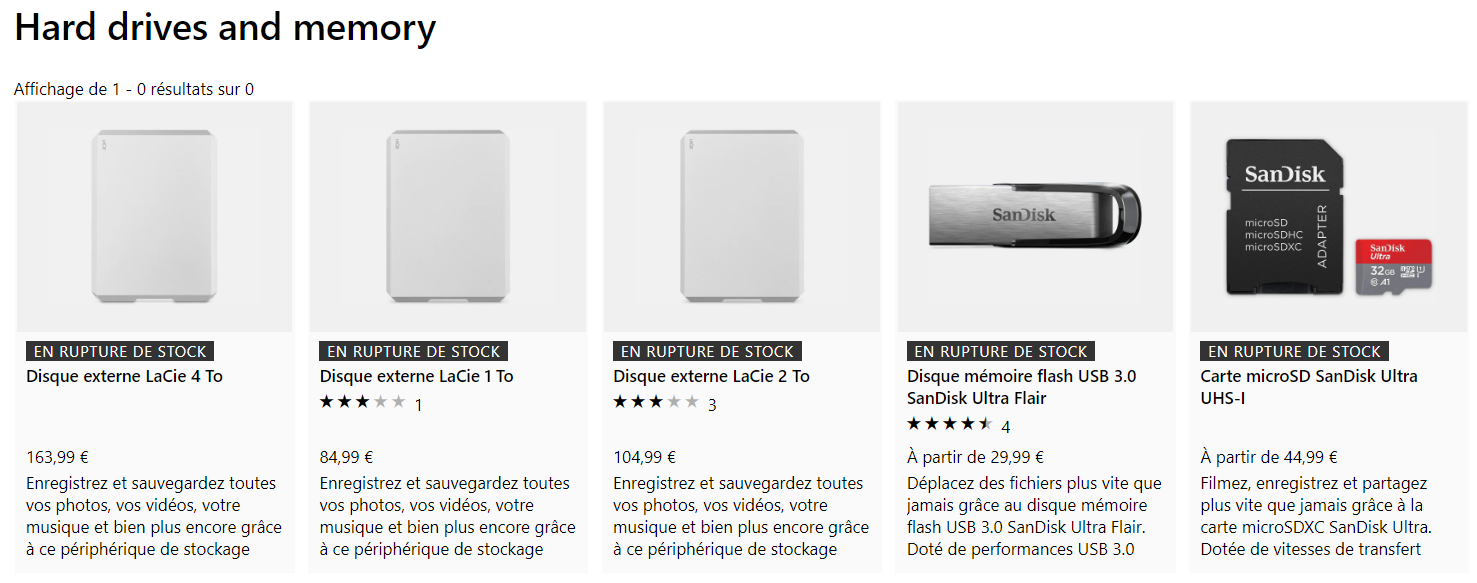 Hard drives and memory
Affichage de 1 - 0 résultats sur 0
SanDisk
SanDisk
microSD
microSDHC
microSDXC
ADAPTER
SanDisk
Ultra
32GB
A1
EN RUPTURE DE STOCK
Disque externe LaCie 4 To
163,99 €
Enregistrez et sauvegardez toutes
vos photos, vos vidéos, votre
musique et bien plus encore grâce
à ce périphérique de stockage
EN RUPTURE DE STOCK
Disque externe LaCie 1 To
1
84,99 €
Enregistrez et sauvegardez toutes
vos photos, vos vidéos, votre
musique et bien plus encore grâce
à ce périphérique de stockage
EN RUPTURE DE STOCK
Disque externe LaCie 2 To
3
104,99 €
Enregistrez et sauvegardez toutes
vos photos, vos vidéos, votre
musique et bien plus encore grâce
à ce périphérique de stockage
EN RUPTURE DE STOCK
Disque mémoire flash USB 3.0
SanDisk Ultra Flair
4
À partir de 29,99 €
Déplacez des fichiers plus vite que
jamais grâce au disque mémoire
flash USB 3.0 SanDisk Ultra Flair.
Doté de performances USB 3.0
EN RUPTURE DE STOCK
Carte microSD SanDisk Ultra
UHS-I
À partir de 44,99 €
Filmez, enregistrez et partagez
plus vite que jamais grâce à la
carte microSDXC SanDisk Ultra.
Dotée de vitesses de transfert